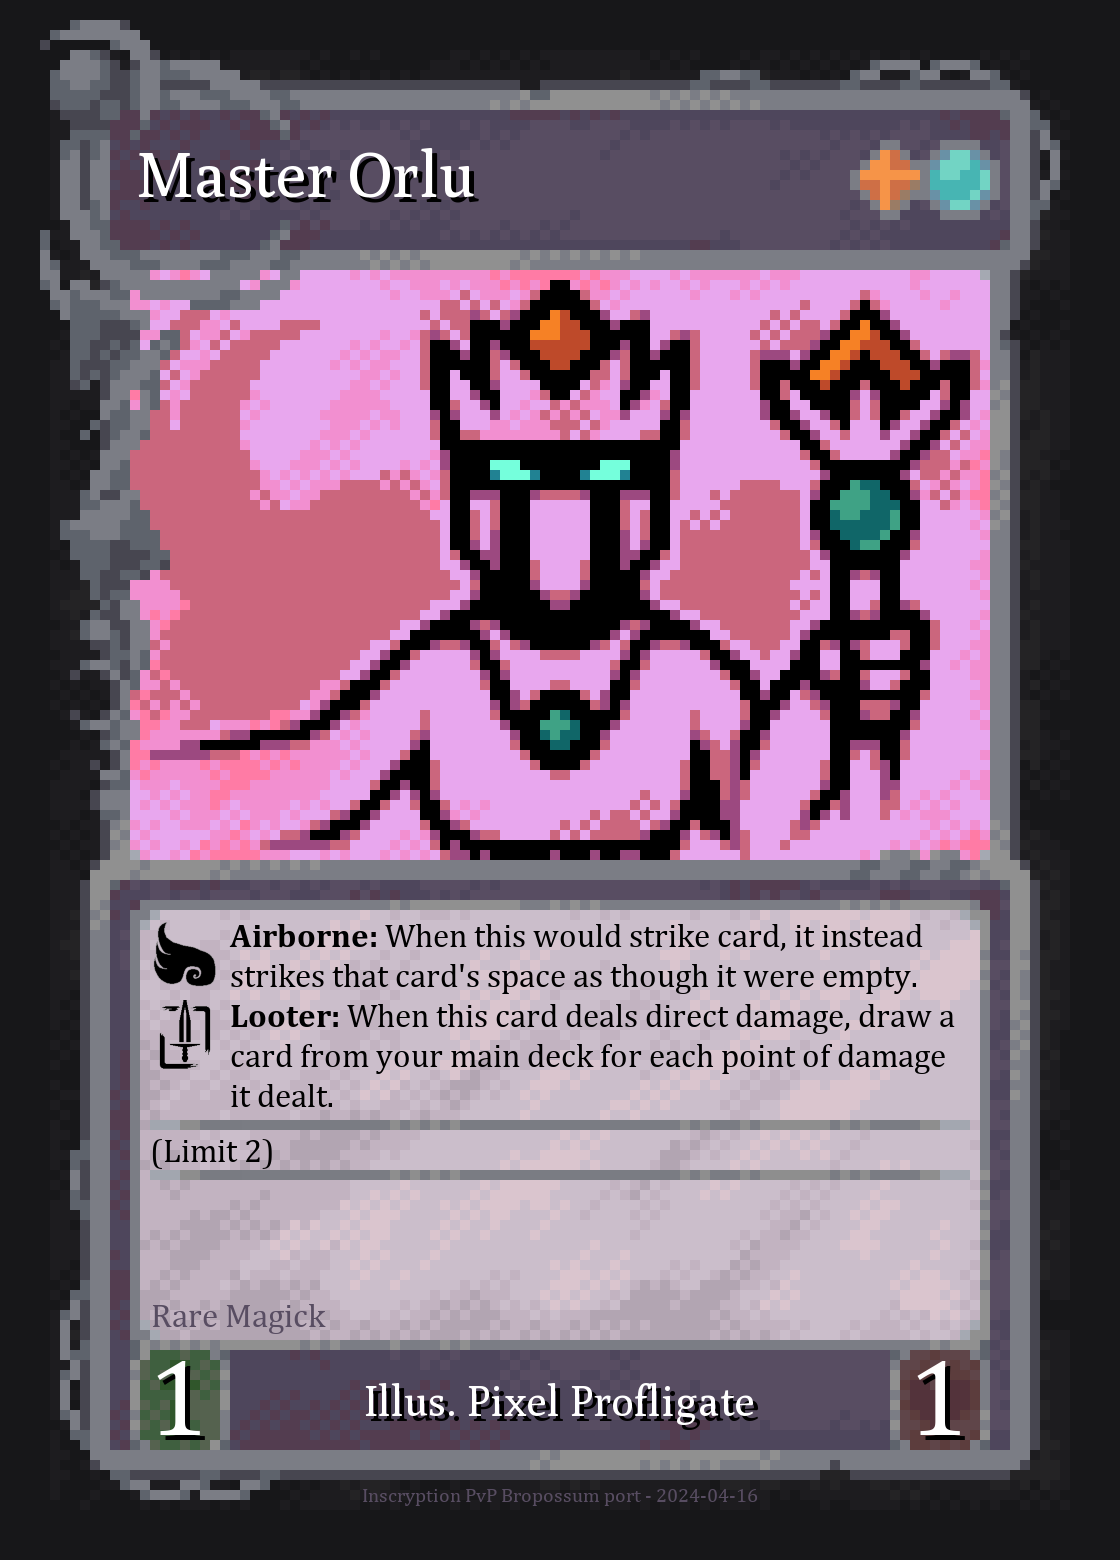 Master Orlu
Airborne: When this would strike card, it instead
strikes that card's space as though it were empty.
Looter: When this card deals direct damage, draw a
card from your main deck for each point of damage
it dealt.
(Limit 2)
Rare Magick
1
Illus. Pixel Profligate
1
Inscryption PvP Bropossum port - 2024-04-16